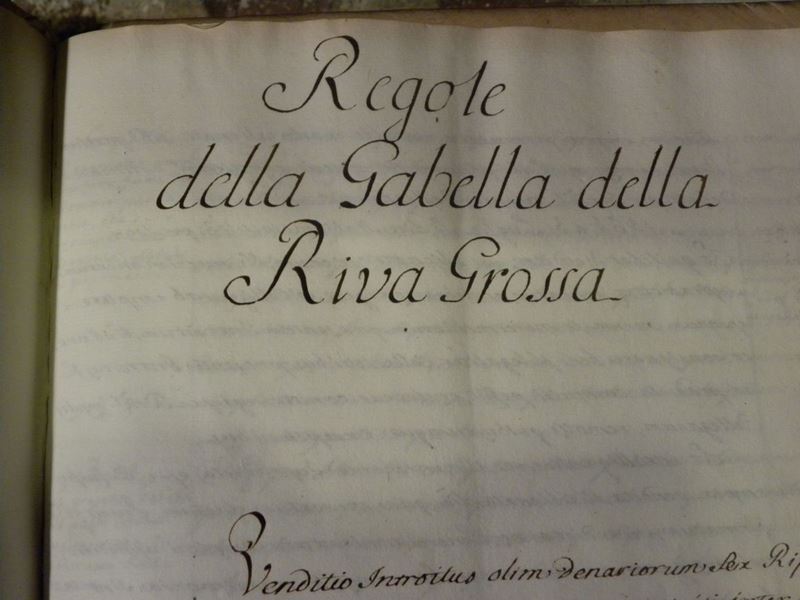 Regole
della Gabella della
Riva Grossa
Venditio Introitus olim Denariorum Sex